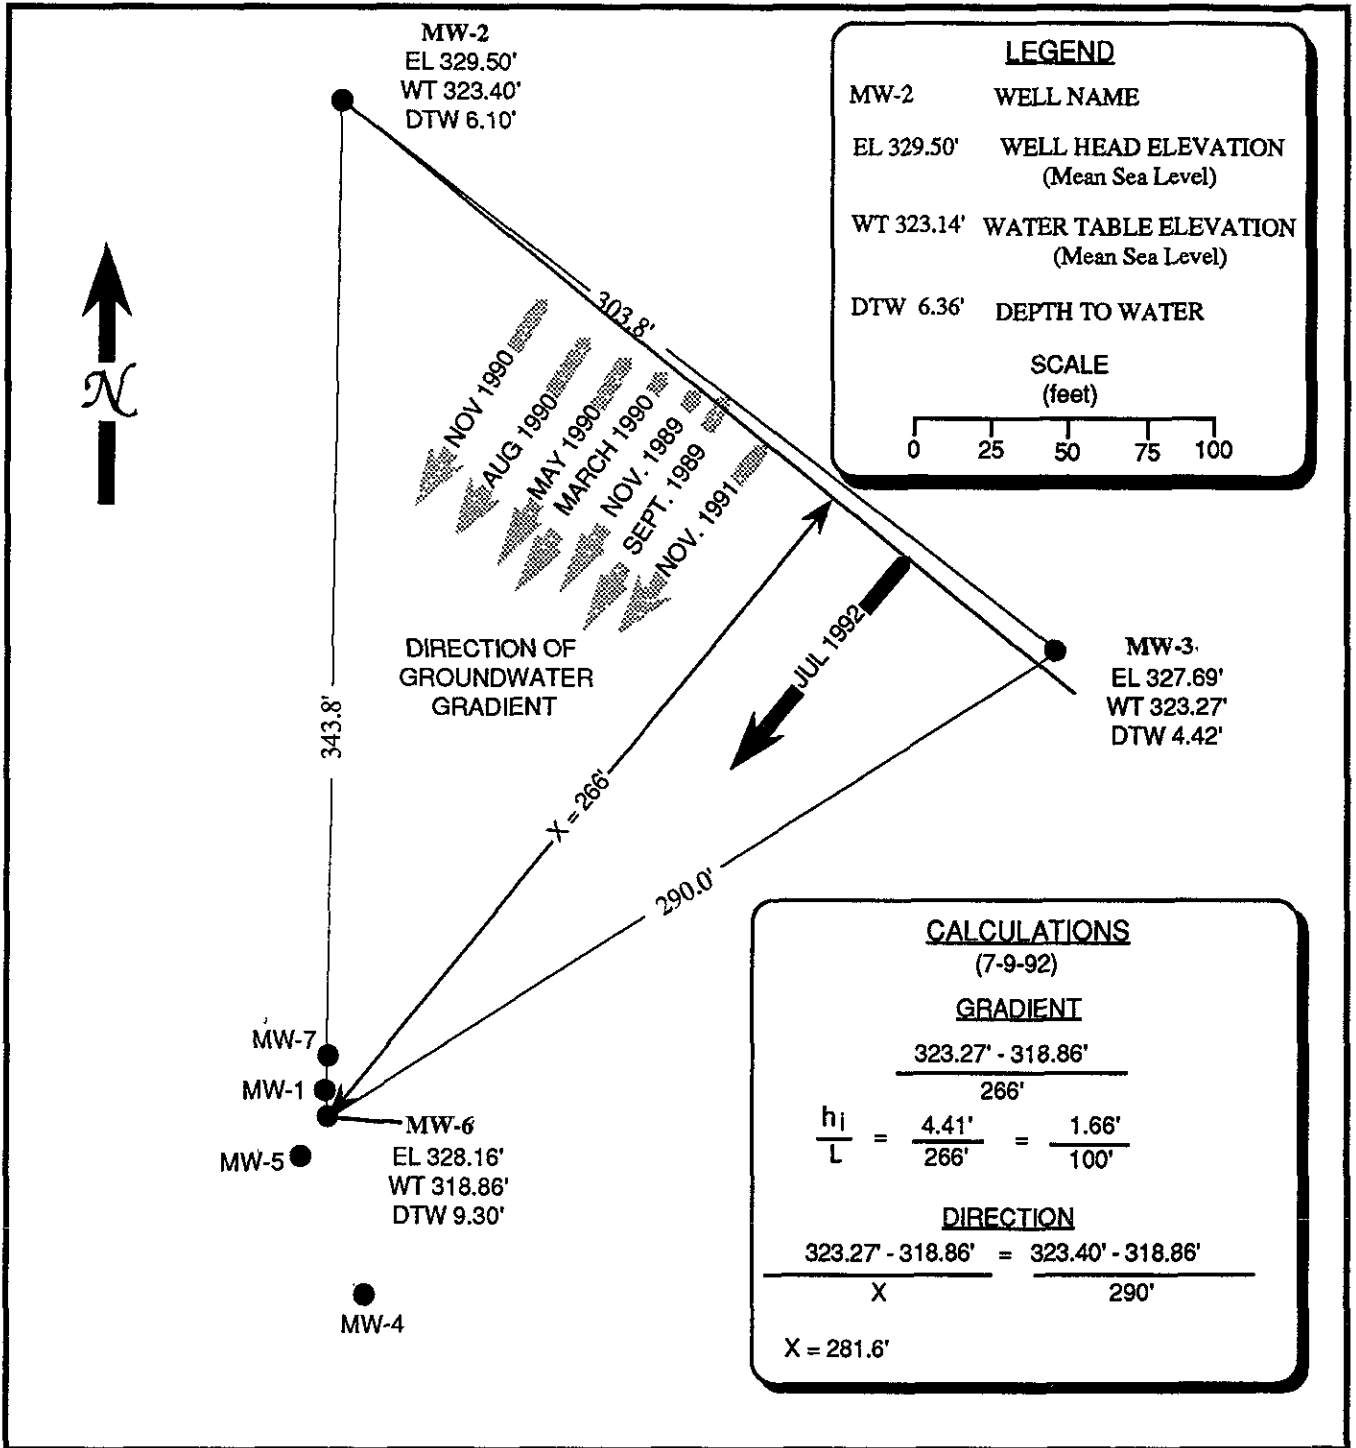 MW-2
EL 329.50'
WT 323.40'
DTW 6.10'
LEGEND
MW-2 WELL NAME
EL 329.50' WELL HEAD ELEVATION
(Mean Sea Level)
WT 323.14' WATER TABLE ELEVATION
(Mean Sea Level)
DTW 6.36' DEPTH TO WATER
SCALE
(feet)
0 25 50 75 100
N
303.8'
NOV 1990
AUG 1990
MAY 1990
MARCH 1990
NOV. 1989
SEPT. 1989
NOV. 1991
JUL 1992
DIRECTION OF
GROUNDWATER
GRADIENT
MW-3
EL 327.69'
WT 323.27'
DTW 4.42'
343.8'
X = 266'
290.0'
MW-7
MW-1
MW-6
EL 328.16'
WT 318.86'
DTW 9.30'
MW-5
MW-4
CALCULATIONS
(7-9-92)
GRADIENT
323.27' - 318.86'
266'
hi = 4.41' = 1.66'
L 266' 100'
DIRECTION
323.27' - 318.86' = 323.40' - 318.86'
X 290'
X = 281.6'